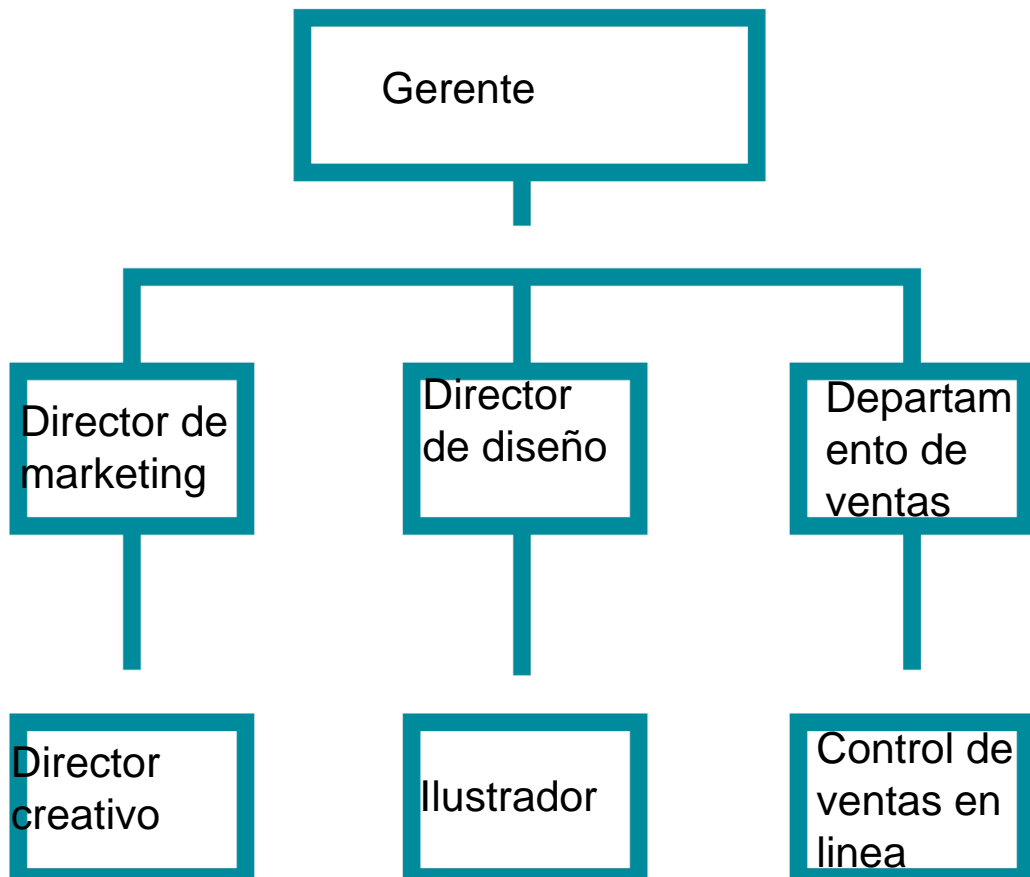 Gerente
Director de
marketing
Director
de diseño
Departam
ento de
ventas
Director
creativo
Ilustrador
Control de
ventas en
linea